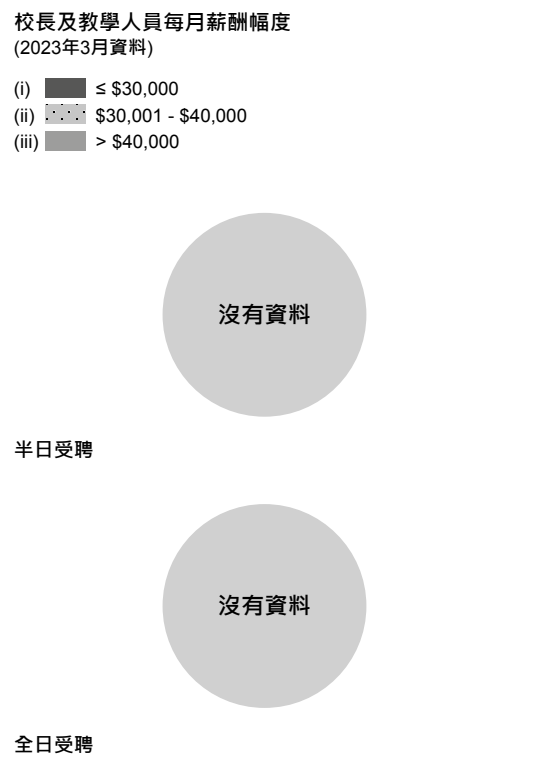 校長及教學人員每月薪酬幅度
(2023年3月資料)
(i) ≤ $30,000
(ii) $30,001 - $40,000
(iii) > $40,000
沒有資料
半日受聘
沒有資料
全日受聘